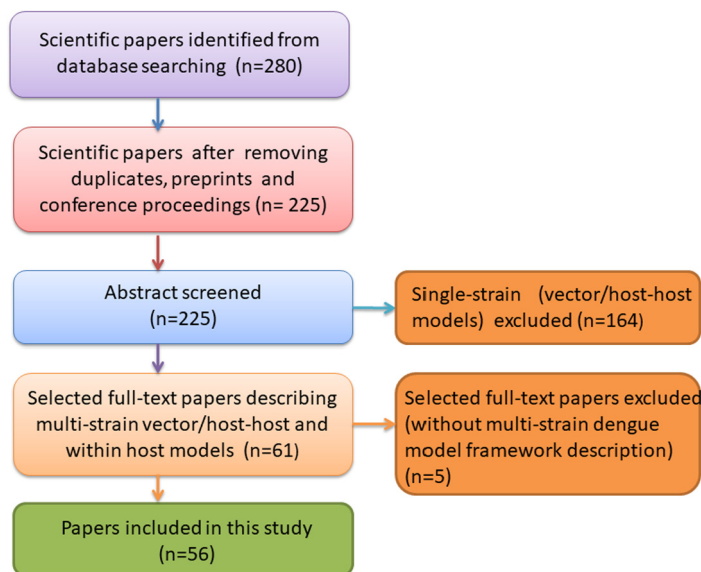 Scientific papers identified from
database searching (n=280)
Scientific papers after removing
duplicates, preprints and
conference proceedings (n= 225)
Abstract screened
(n=225)
Single-strain (vector/host-host
models) excluded (n=164)
Selected full-text papers describing
multi-strain vector/host-host and
within host models (n=61)
Selected full-text papers excluded
(without multi-strain dengue
model framework description)
(n=5)
Papers included in this study
(n=56)